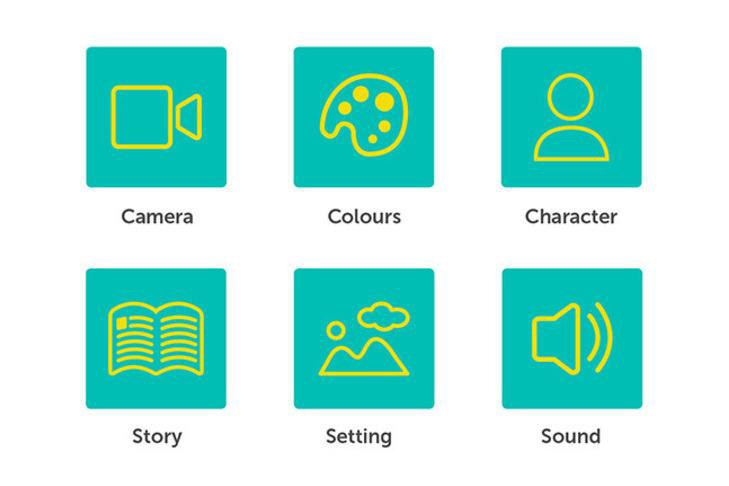 Camera
Colours
Character
Story
Setting
Sound